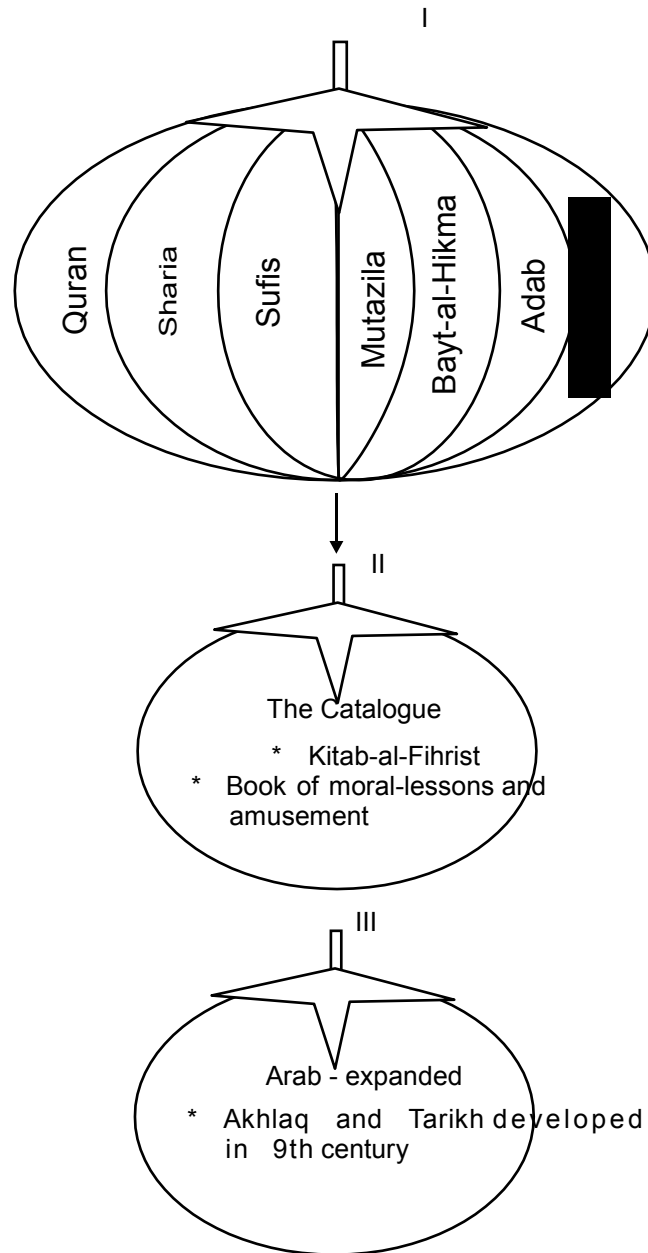 I
Quran
Sharia
Sufis
Mutazila
Bayt-al-Hikma
Adab
II
The Catalogue
* Kitab-al-Fihrist
* Book of moral-lessons and
amusement
III
Arab - expanded
* Akhlaq and Tarikh developed
in 9th century